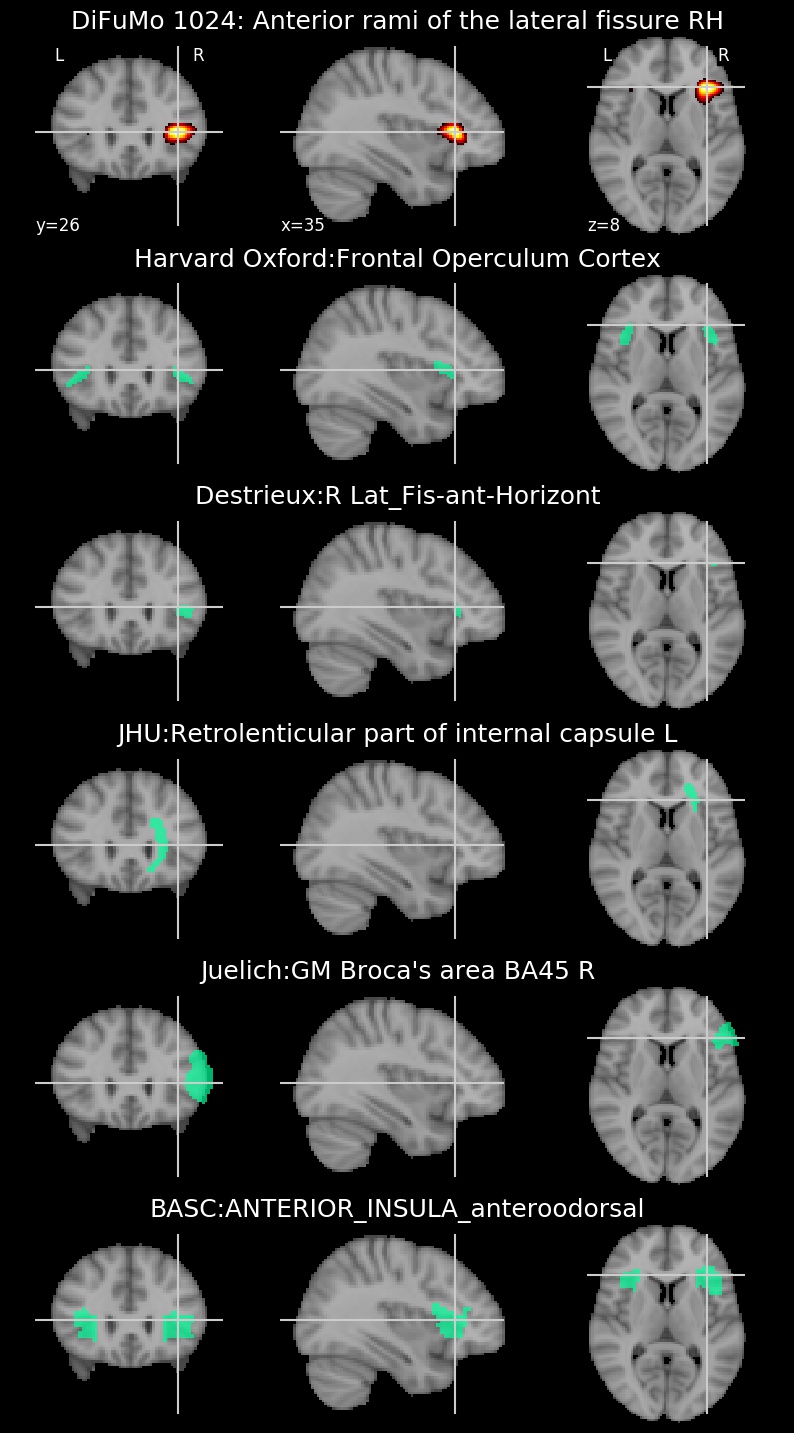 DiFuMo 1024: Anterior rami of the lateral fissure RH
L R L R
y=26 x=35 z=8
Harvard Oxford:Frontal Operculum Cortex
Destrieux:R Lat_Fis-ant-Horizont
JHU:Retrolenticular part of internal capsule L
Juelich:GM Broca's area BA45 R
BASC:ANTERIOR_INSULA_anteroodorsal